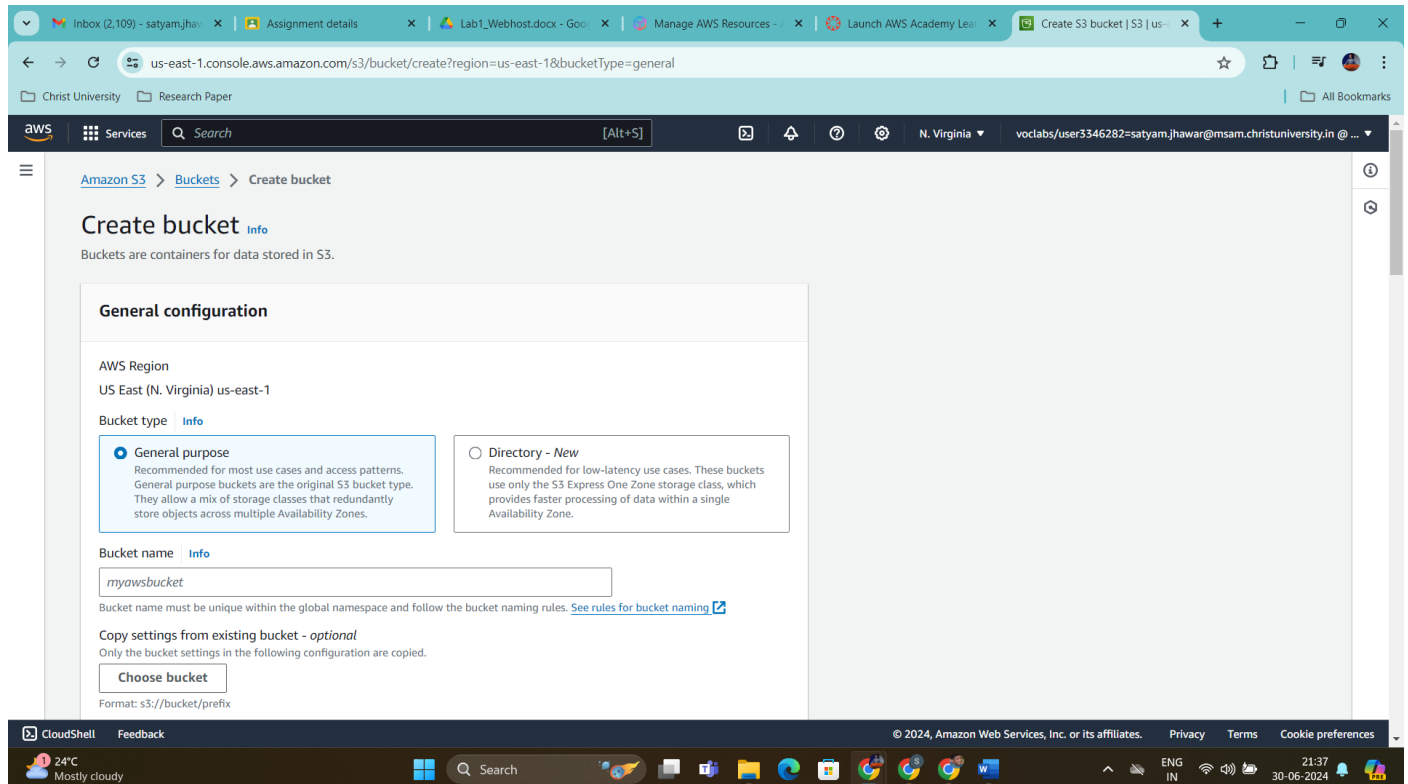 Inbox (2,109) - satyam.jhaw
Assignment details
Lab1_Webhost.docx - Goo
Manage AWS Resources -
Launch AWS Academy Lea
Create S3 bucket | S3 | us-e
us-east-1.console.aws.amazon.com/s3/bucket/create?region=us-east-1&bucketType=general
Christ University Research Paper All Bookmarks
aws Services Search [Alt+S] N. Virginia voclabs/user3346282=satyam.jhawar@msam.christuniversity.in @ ...
Amazon S3 > Buckets > Create bucket
Create bucket Info
Buckets are containers for data stored in S3.
General configuration
AWS Region
US East (N. Virginia) us-east-1
Bucket type Info
General purpose
Recommended for most use cases and access patterns.
General purpose buckets are the original S3 bucket type.
They allow a mix of storage classes that redundantly
store objects across multiple Availability Zones.
Directory - New
Recommended for low-latency use cases. These buckets
use only the S3 Express One Zone storage class, which
provides faster processing of data within a single
Availability Zone.
Bucket name Info
myawsbucket
Bucket name must be unique within the global namespace and follow the bucket naming rules. See rules for bucket naming
Copy settings from existing bucket - optional
Only the bucket settings in the following configuration are copied.
Choose bucket
Format: s3://bucket/prefix
CloudShell Feedback © 2024, Amazon Web Services, Inc. or its affiliates. Privacy Terms Cookie preferences
1
24°C
Mostly cloudy
Search
ENG
IN
21:37
30-06-2024
PRE